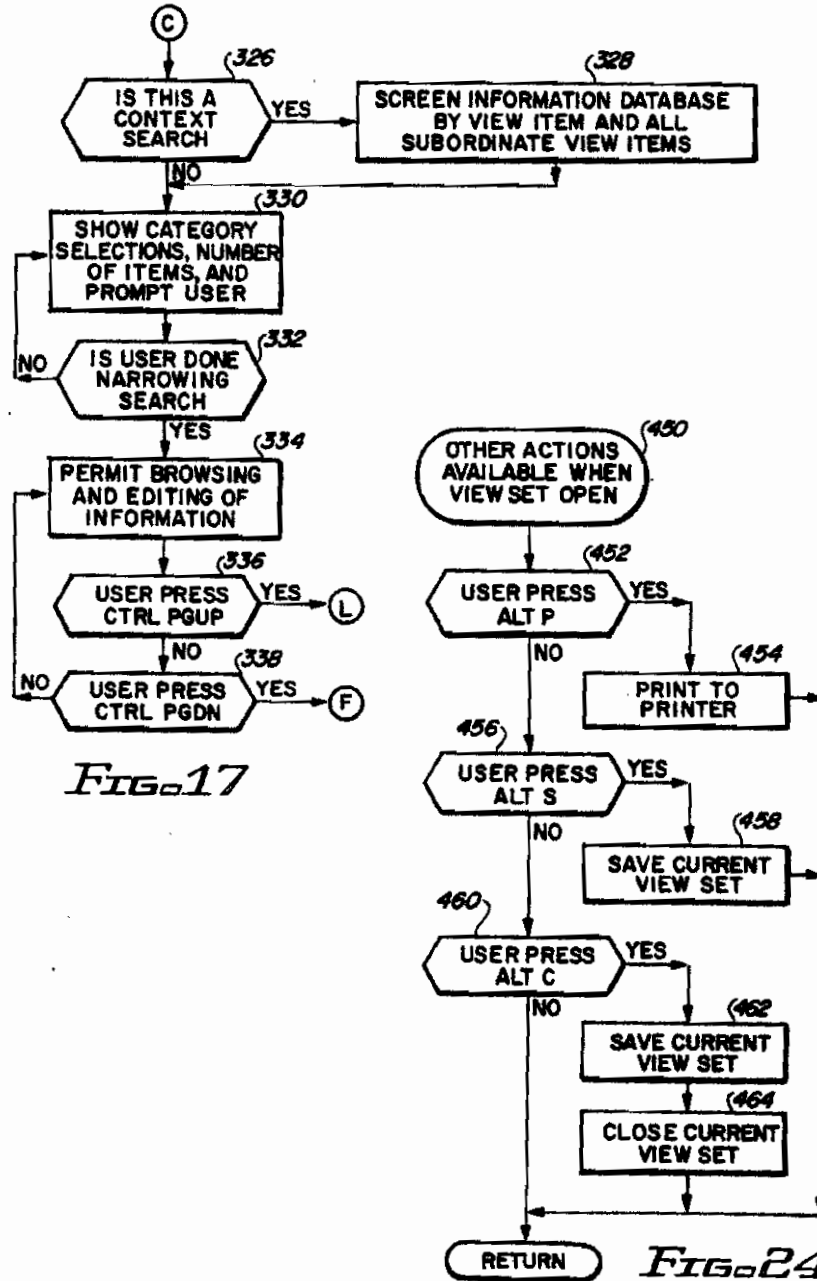 C
326
IS THIS A
CONTEXT
SEARCH
YES
328
SCREEN INFORMATION DATABASE
BY VIEW ITEM AND ALL
SUBORDINATE VIEW ITEMS
NO
330
SHOW CATEGORY
SELECTIONS, NUMBER
OF ITEMS, AND
PROMPT USER
332
NO
IS USER DONE
NARROWING
SEARCH
YES
334
PERMIT BROWSING
AND EDITING OF
INFORMATION
336
USER PRESS
CTRL PGUP
YES
L
NO
338
NO
USER PRESS
CTRL PGDN
YES
F
FIG. 17
450
OTHER ACTIONS
AVAILABLE WHEN
VIEW SET OPEN
452
USER PRESS
ALT P
YES
NO
454
PRINT TO
PRINTER
456
USER PRESS
ALT S
YES
NO
458
SAVE CURRENT
VIEW SET
460
USER PRESS
ALT C
YES
NO
462
SAVE CURRENT
VIEW SET
464
CLOSE CURRENT
VIEW SET
RETURN
FIG. 24